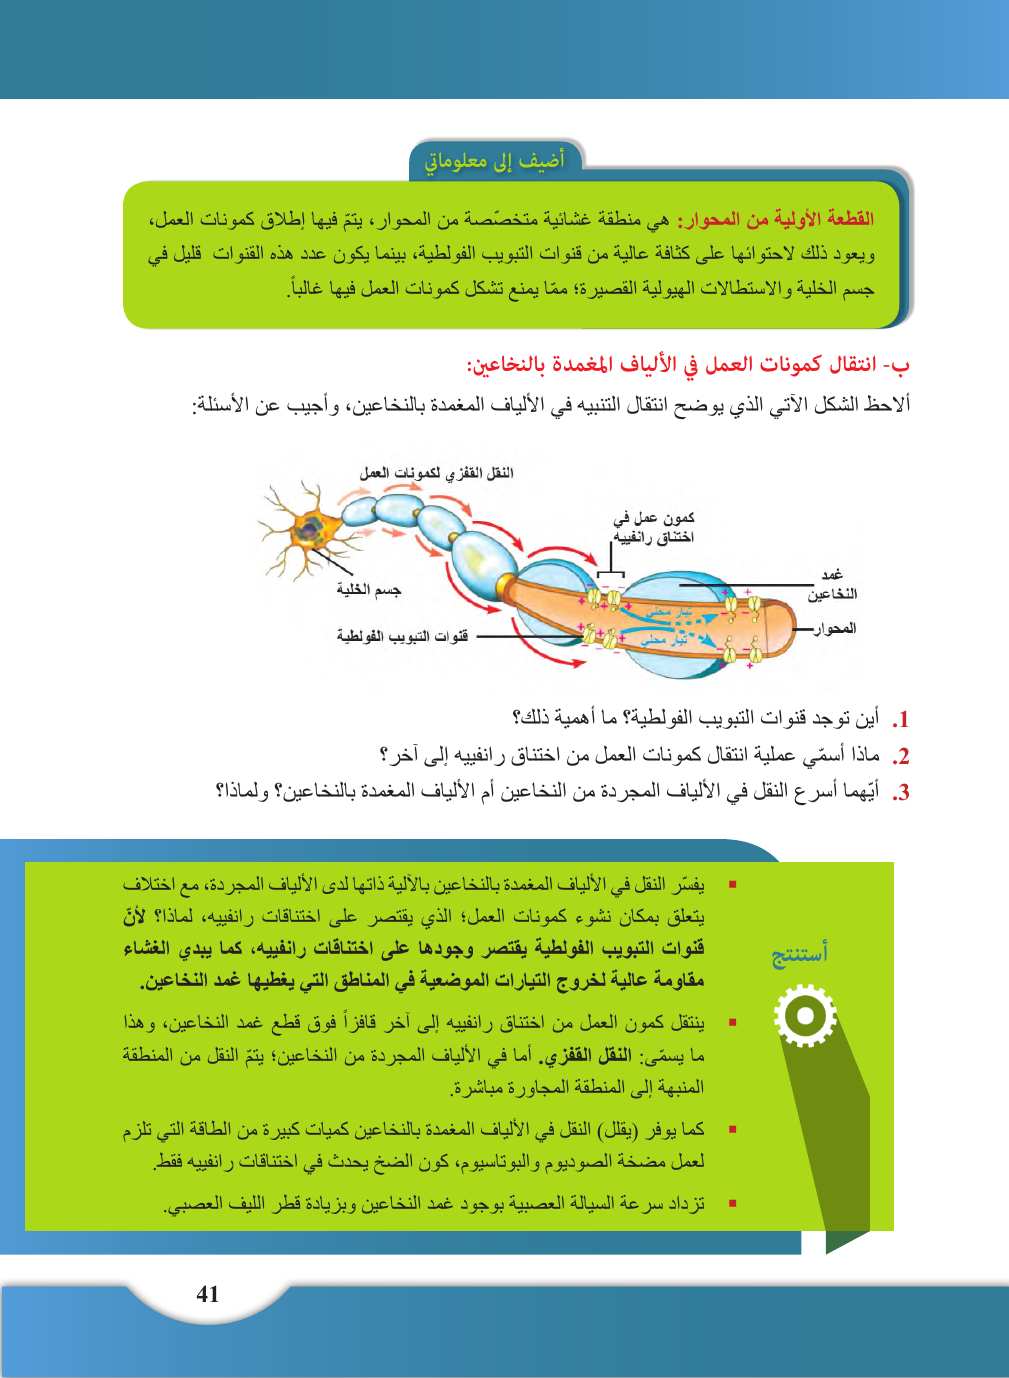 أضيف إلى معلوماتي
القطعة الأولية من المحوار: هي منطقة غشائية متخصّصة من المحوار، يتمّ فيها إطلاق كمونات العمل،
ويعود ذلك لاحتوائها على كثافة عالية من قنوات التبويب الفولطية، بينما يكون عدد هذه القنوات قليل في
جسم الخلية والاستطالات الهيولية القصيرة؛ ممّا يمنع تشكل كمونات العمل فيها غالباً.
ب- انتقال كمونات العمل في الألياف المغمدة بالنخاعين:
ألاحظ الشكل الآتي الذي يوضح انتقال التنبيه في الألياف المغمدة بالنخاعين، وأجيب عن الأسئلة:
النقل القفزي لكمونات العمل
كمون عمل في
اختناق رانفييه
غمد
النخاعين
جسم الخلية
تيار محلي
المحوار
قنوات التبويب الفولطية
تيار محلي
1. أين توجد قنوات التبويب الفولطية؟ ما أهمية ذلك؟
2. ماذا أسمّي عملية انتقال كمونات العمل من اختناق رانفييه إلى آخر؟
3. أيّهما أسرع النقل في الألياف المجردة من النخاعين أم الألياف المغمدة بالنخاعين؟ ولماذا؟
أستنتج
▪ يفسّر النقل في الألياف المغمدة بالنخاعين بالآلية ذاتها لدى الألياف المجردة، مع اختلاف
يتعلق بمكان نشوء كمونات العمل؛ الذي يقتصر على اختناقات رانفييه، لماذا؟ لأنّ
قنوات التبويب الفولطية يقتصر وجودها على اختناقات رانفييه، كما يبدي الغشاء
مقاومة عالية لخروج التيارات الموضعية في المناطق التي يغطيها غمد النخاعين.
▪ ينتقل كمون العمل من اختناق رانفييه إلى آخر قافزاً فوق قطع غمد النخاعين، وهذا
ما يسمّى: النقل القفزي. أما في الألياف المجردة من النخاعين؛ يتمّ النقل من المنطقة
المنبهة إلى المنطقة المجاورة مباشرة.
▪ كما يوفر (يقلل) النقل في الألياف المغمدة بالنخاعين كميات كبيرة من الطاقة التي تلزم
لعمل مضخة الصوديوم والبوتاسيوم، كون الضخ يحدث في اختناقات رانفييه فقط.
▪ تزداد سرعة السيالة العصبية بوجود غمد النخاعين وبزيادة قطر الليف العصبي.
41